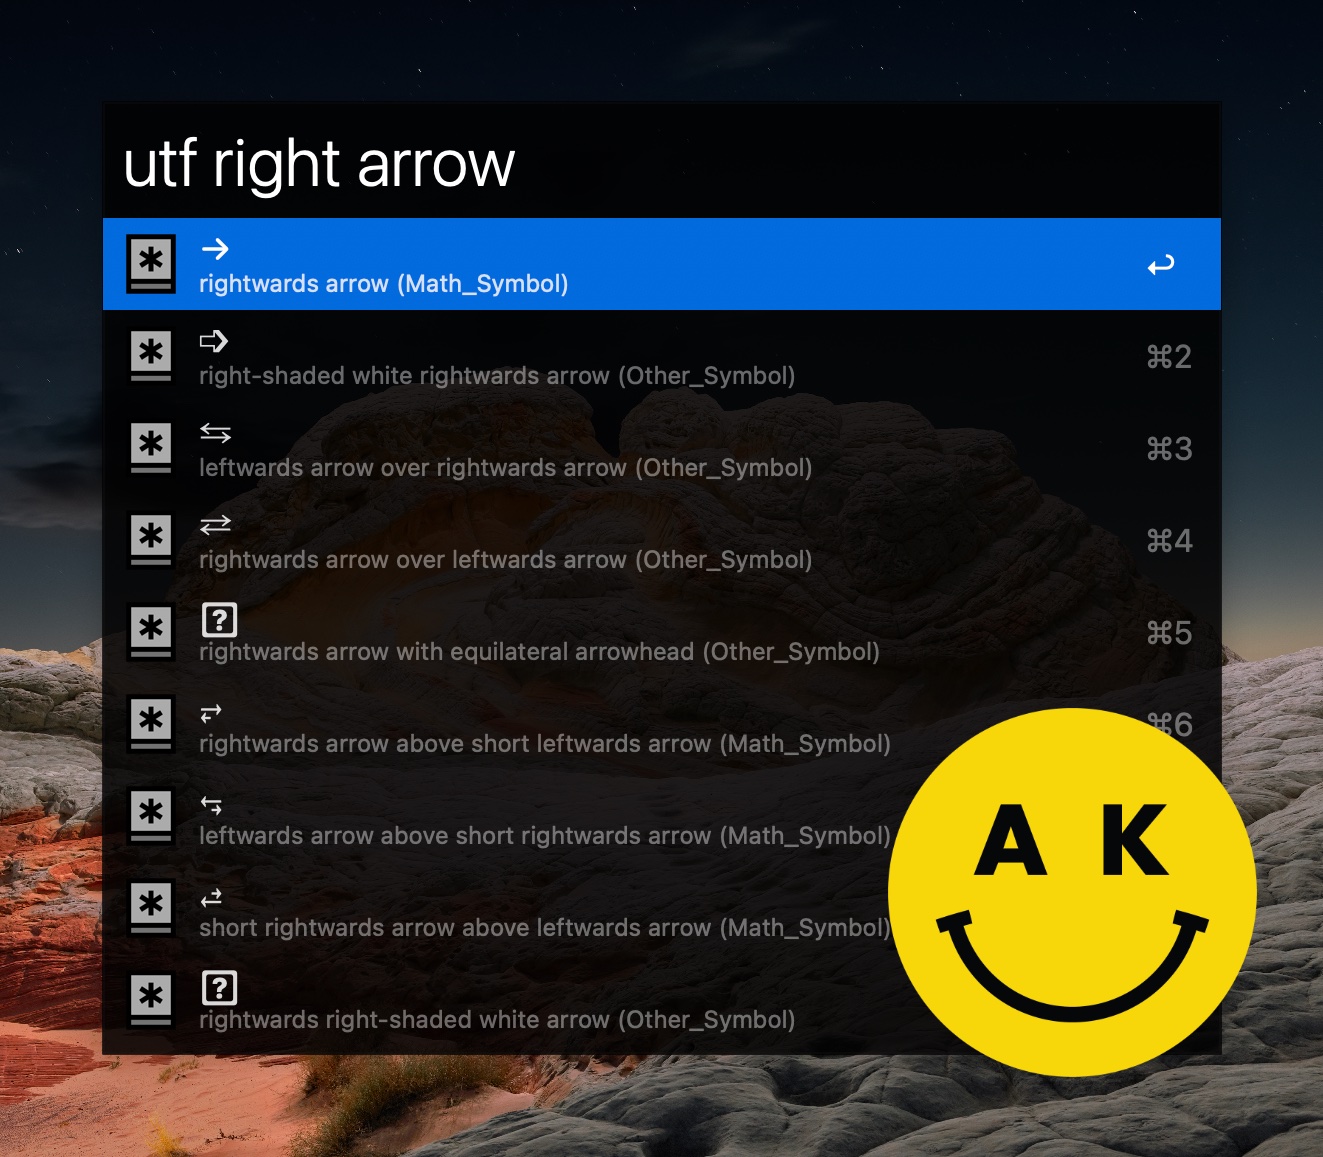 utf right arrow
→
rightwards arrow (Math_Symbol)
↩
➩
right-shaded white rightwards arrow (Other_Symbol)
⌘2
⇆
leftwards arrow over rightwards arrow (Other_Symbol)
⌘3
⇄
rightwards arrow over leftwards arrow (Other_Symbol)
⌘4
rightwards arrow with equilateral arrowhead (Other_Symbol)
⌘5
⥂
rightwards arrow above short leftwards arrow (Math_Symbol)
⌘6
⥃
leftwards arrow above short rightwards arrow (Math_Symbol)
⥄
short rightwards arrow above leftwards arrow (Math_Symbol)
rightwards right-shaded white arrow (Other_Symbol)
A K